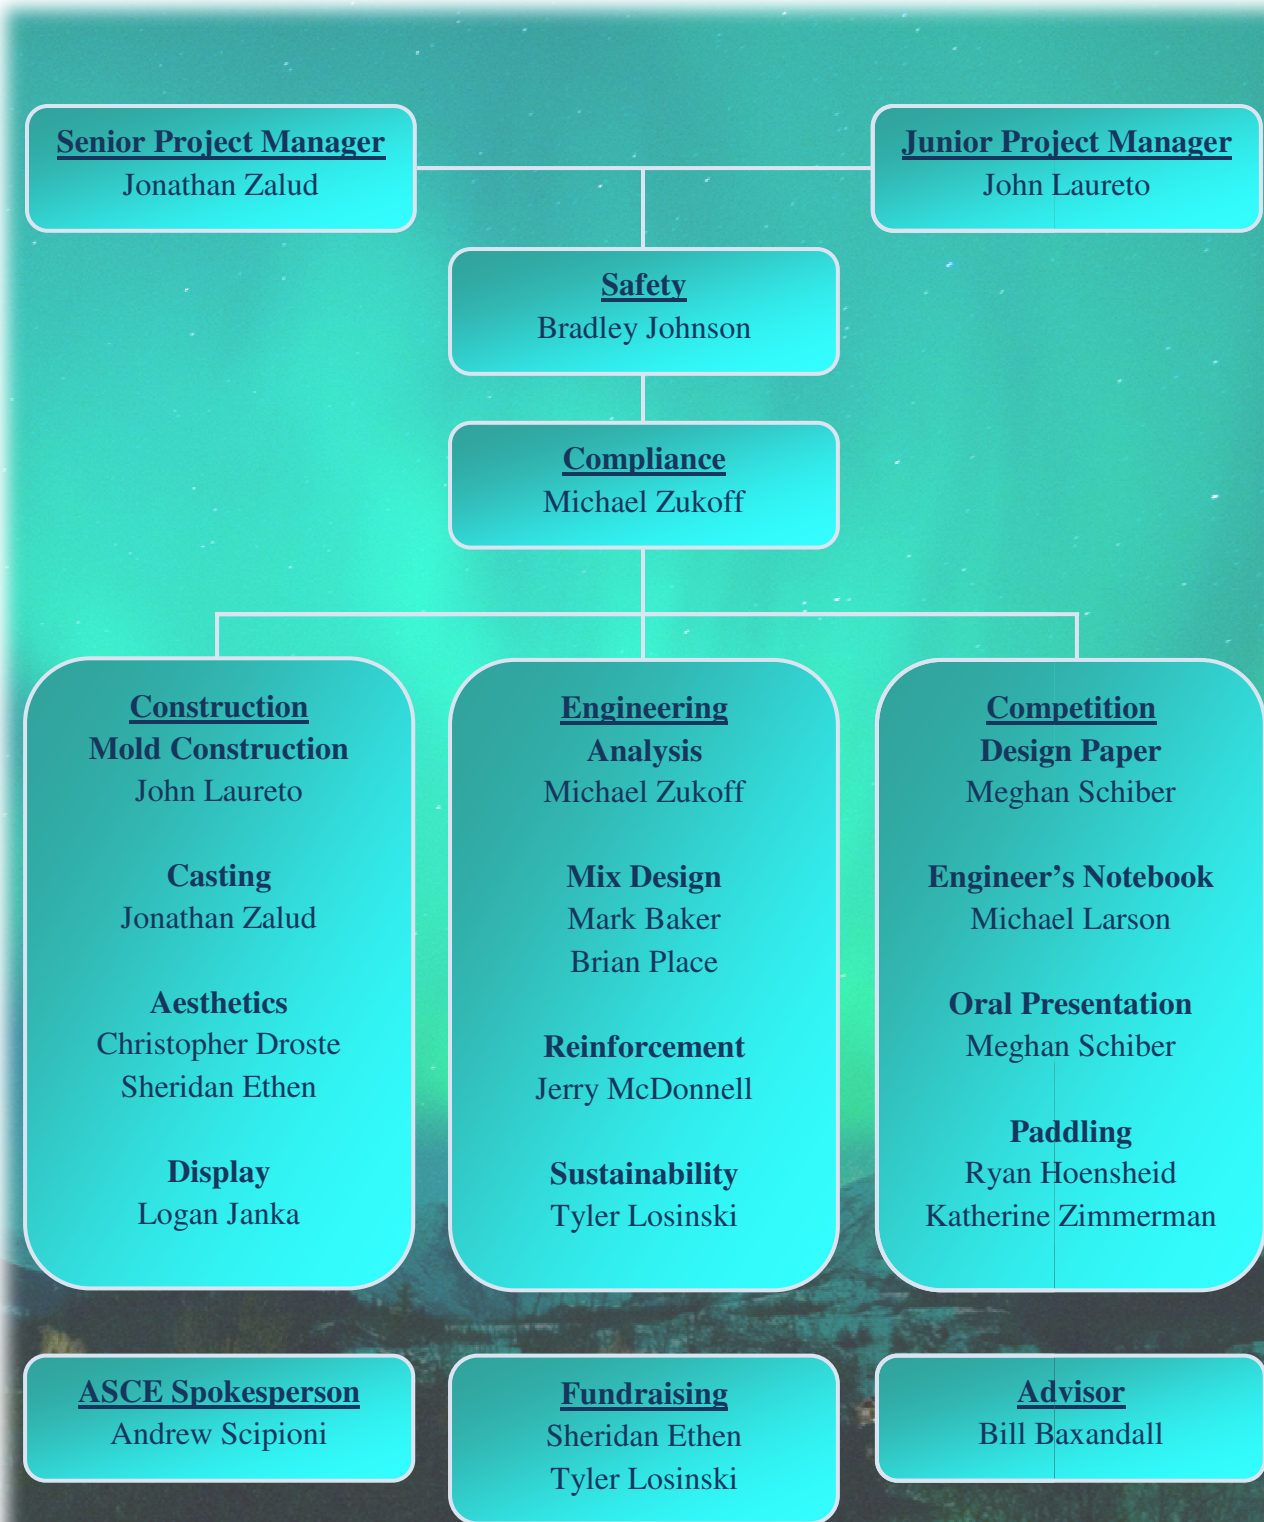 Senior Project Manager
Jonathan Zalud
Junior Project Manager
John Laureto
Safety
Bradley Johnson
Compliance
Michael Zukoff
Construction
Mold Construction
John Laureto
Casting
Jonathan Zalud
Aesthetics
Christopher Droste
Sheridan Ethen
Display
Logan Janka
Engineering
Analysis
Michael Zukoff
Mix Design
Mark Baker
Brian Place
Reinforcement
Jerry McDonnell
Sustainability
Tyler Losinski
Competition
Design Paper
Meghan Schiber
Engineer’s Notebook
Michael Larson
Oral Presentation
Meghan Schiber
Paddling
Ryan Hoensheid
Katherine Zimmerman
ASCE Spokesperson
Andrew Scipioni
Fundraising
Sheridan Ethen
Tyler Losinski
Advisor
Bill Baxandall